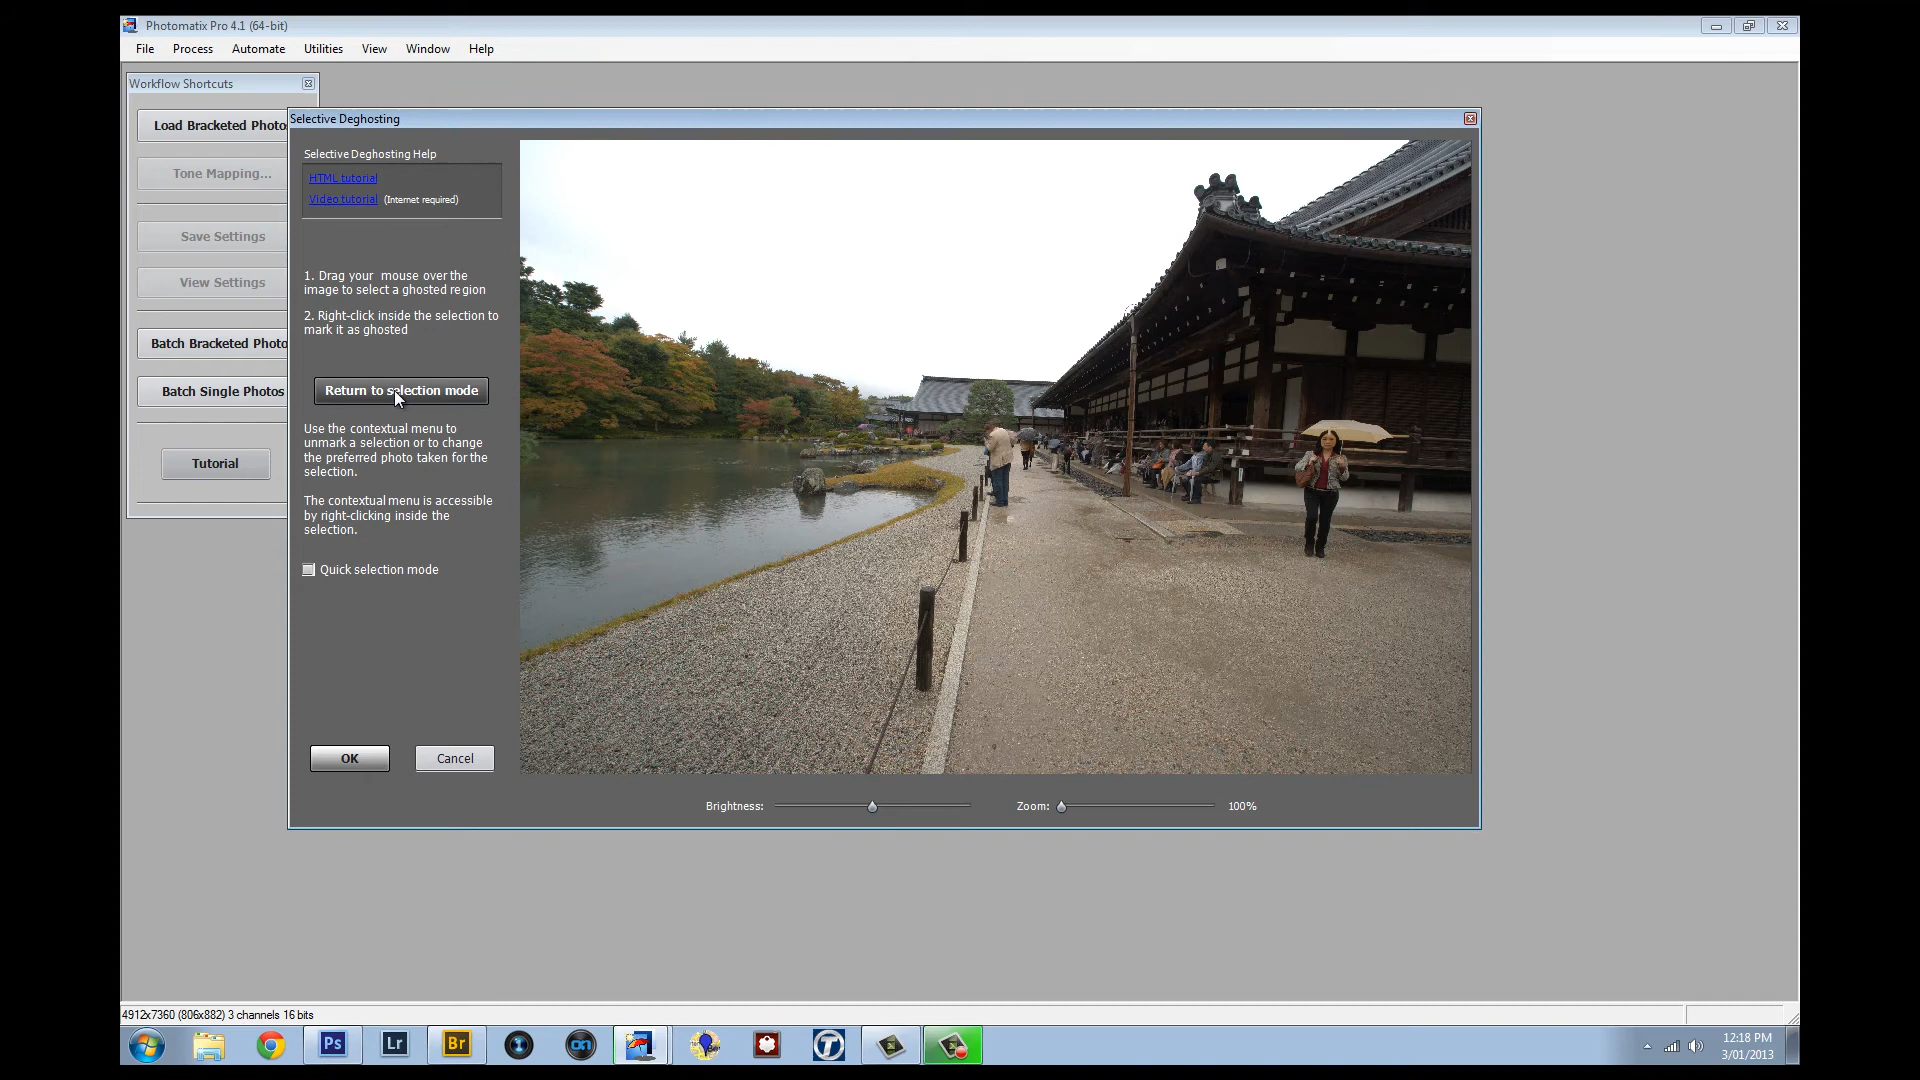 Photomatix Pro 4.1 (64-bit)
File Process Automate Utilities View Window Help
Workflow Shortcuts
Load Bracketed Photo
Tone Mapping...
Save Settings
View Settings
Batch Bracketed Photo
Batch Single Photos
Tutorial
Selective Deghosting
Selective Deghosting Help
HTML tutorial
Video tutorial (Internet required)
1. Drag your mouse over the
image to select a ghosted region
2. Right-click inside the selection to
mark it as ghosted
Return to selection mode
Use the contextual menu to
unmark a selection or to change
the preferred photo taken for the
selection.
The contextual menu is accessible
by right-clicking inside the
selection.
Quick selection mode
OK Cancel
Brightness: Zoom: 100%
4912x7360 (806x882) 3 channels 16 bits
Ps Lr Br on T
12:18 PM
3/01/2013